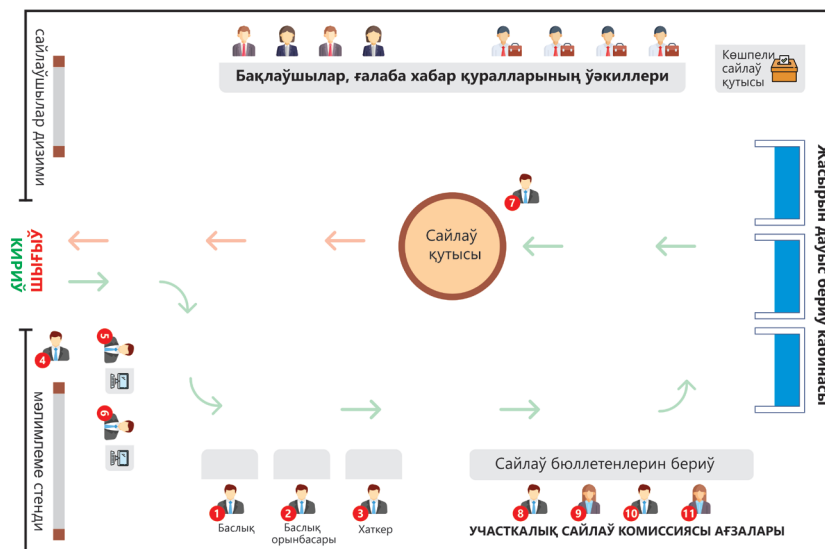 сайлаўшылар дизими
Бақлаўшылар, ғалаба хабар қуралларының ўәкиллери
Көшпели
сайлаў
қутысы
Жасырын даўыс бериў кабинасы
7
Сайлаў
қутысы
ШЫҒЫЎ
КИРИЎ
4
5
6
мәлимлеме стенди
1
Баслық
2
Баслық
орынбасары
3
Хаткер
Сайлаў бюллетенлерин бериў
8
9
10
11
УЧАСТКАЛЫҚ САЙЛАЎ КОМИССИЯСЫ АҒЗАЛАРЫ